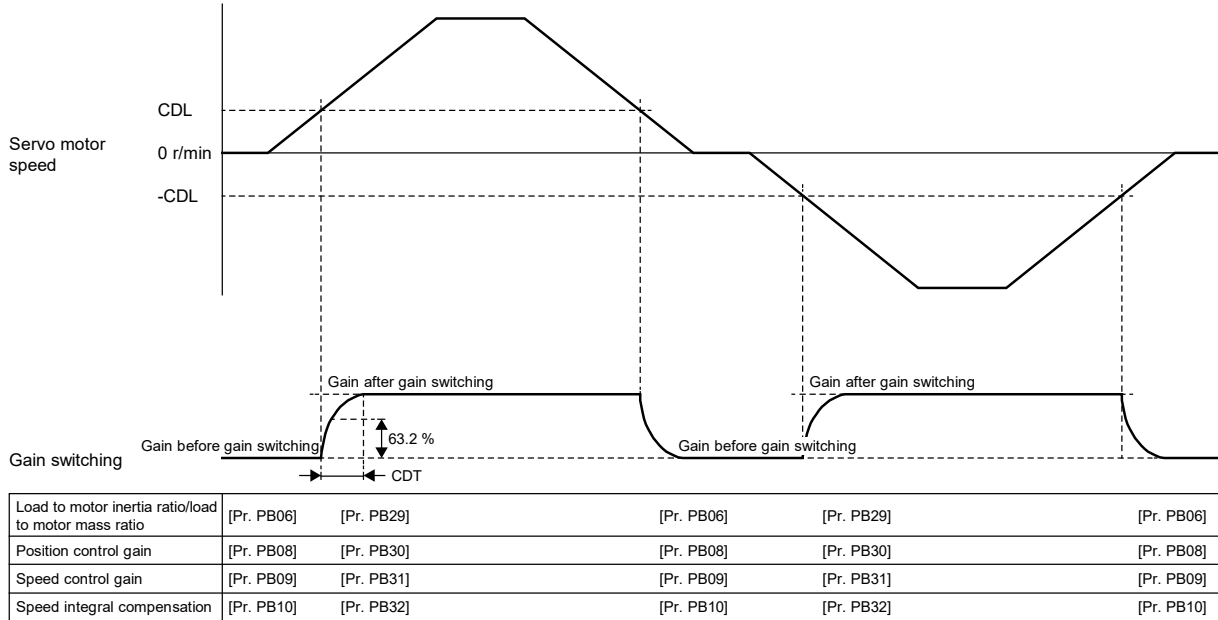 CDL
Servo motor
speed
0 r/min
-CDL
Gain after gain switching
Gain after gain switching
Gain before gain switching
63.2 %
Gain before gain switching
Gain switching
CDT
Load to motor inertia ratio/load
to motor mass ratio
[Pr. PB06] [Pr. PB29] [Pr. PB06] [Pr. PB29] [Pr. PB06]
Position control gain [Pr. PB08] [Pr. PB30] [Pr. PB08] [Pr. PB30] [Pr. PB08]
Speed control gain [Pr. PB09] [Pr. PB31] [Pr. PB09] [Pr. PB31] [Pr. PB09]
Speed integral compensation [Pr. PB10] [Pr. PB32] [Pr. PB10] [Pr. PB32] [Pr. PB10]